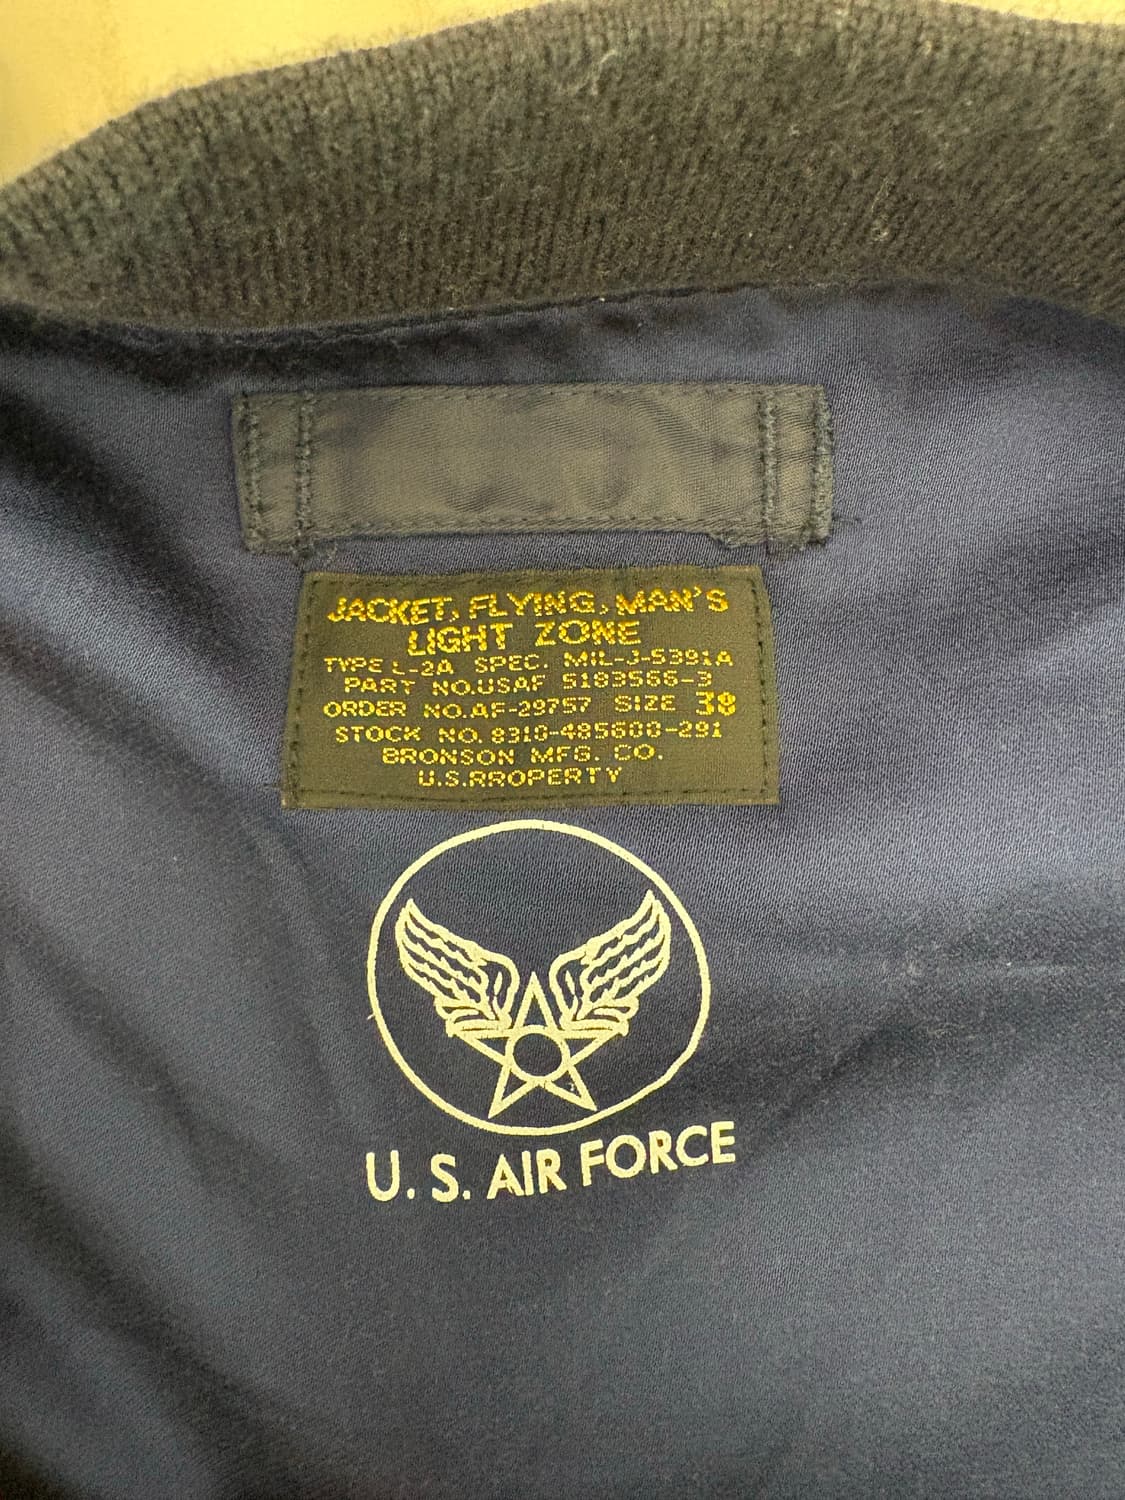 JACKET, FLYING, MAN'S
LIGHT ZONE
TYPE L-2A SPEC. MIL-J-5391A
PART NO.USAF 5183566-3
ORDER NO.AF-29757 SIZE 38
STOCK NO. 8310-485608-291
BRONSON MFG. CO.
U.S.RROPERTY
U. S. AIR FORCE